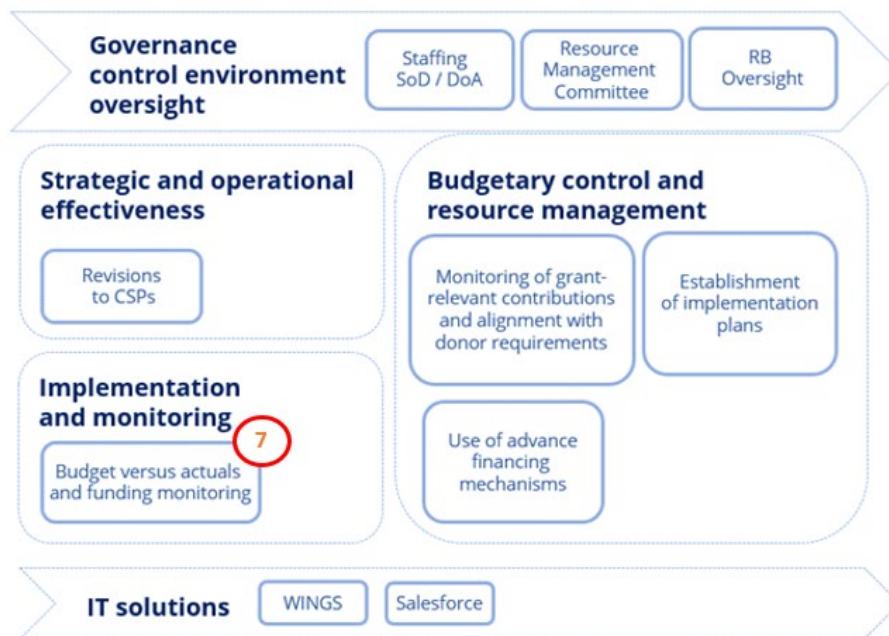 Governance
control environment
oversight
Staffing
SoD / DoA
Resource
Management
Committee
RB
Oversight
Strategic and operational
effectiveness
Revisions
to CSPs
Budgetary control and
resource management
Monitoring of grant-
relevant contributions
and alignment with
donor requirements
Establishment
of implementation
plans
Implementation
and monitoring
7
Budget versus actuals
and funding monitoring
Use of advance
financing
mechanisms
IT solutions
WINGS
Salesforce